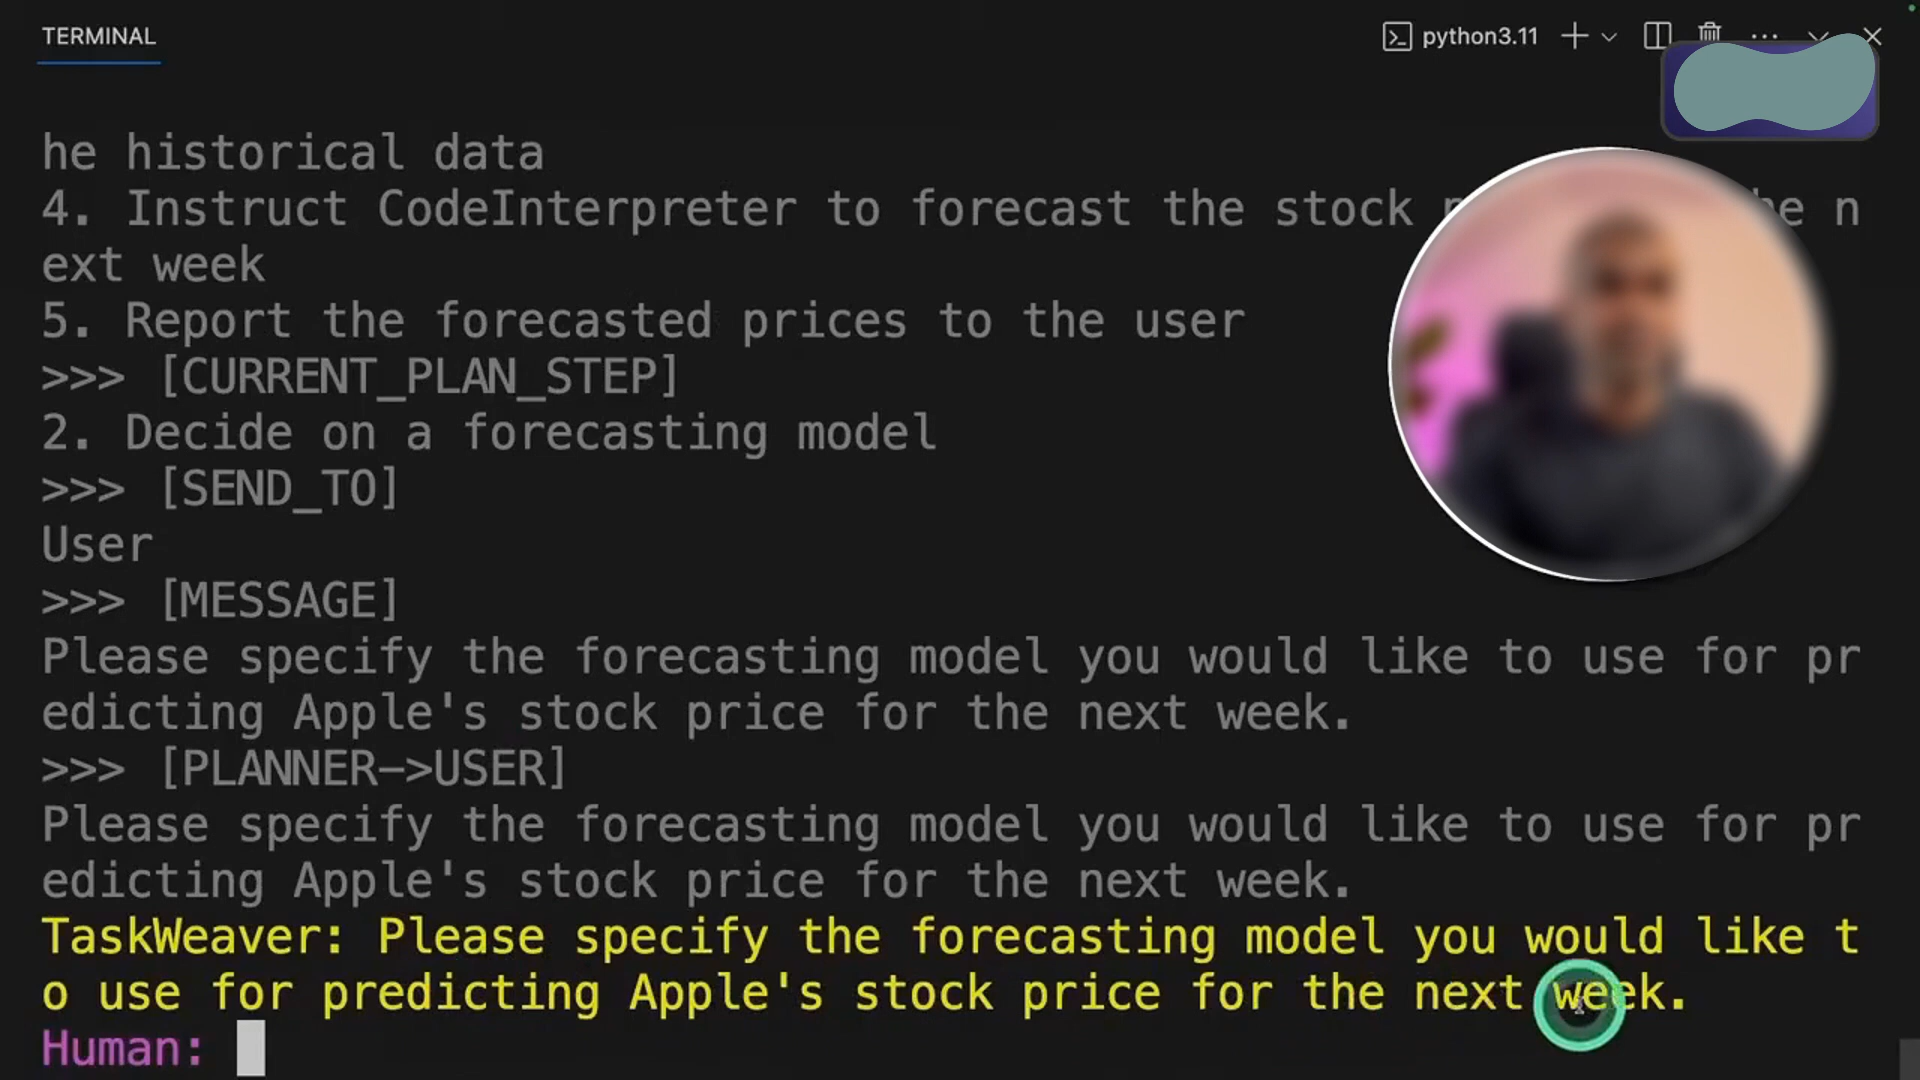 TERMINAL
python3.11
he historical data
4. Instruct CodeInterpreter to forecast the stock he n
ext week
5. Report the forecasted prices to the user
>>> [CURRENT_PLAN_STEP]
2. Decide on a forecasting model
>>> [SEND_TO]
User
>>> [MESSAGE]
Please specify the forecasting model you would like to use for pr
edicting Apple's stock price for the next week.
>>> [PLANNER->USER]
Please specify the forecasting model you would like to use for pr
edicting Apple's stock price for the next week.
TaskWeaver: Please specify the forecasting model you would like t
o use for predicting Apple's stock price for the next week.
Human: